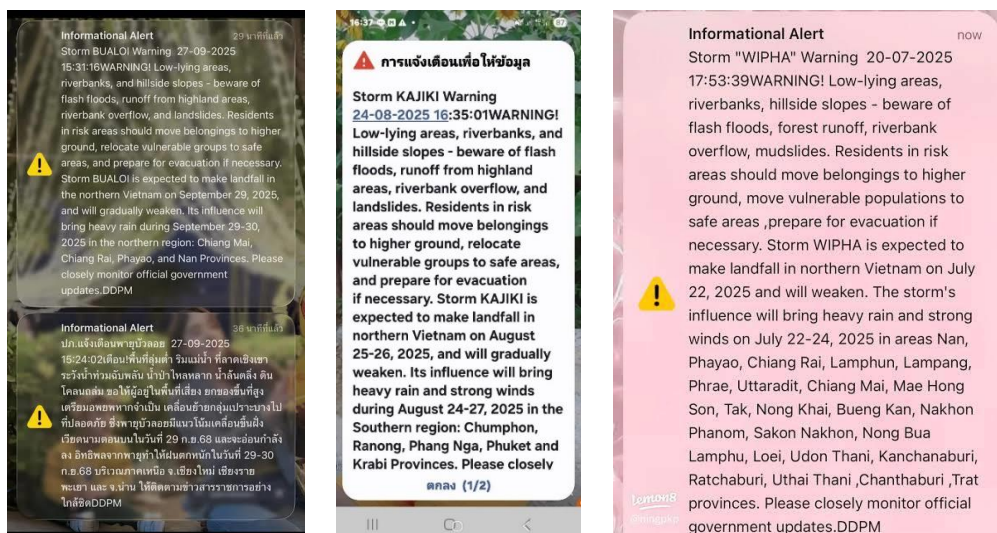 Informational Alert
29 นาทีที่แล้ว
Storm BUALOI Warning 27-09-2025
15:31:16WARNING! Low-lying areas,
riverbanks, and hillside slopes - beware of
flash floods, runoff from highland areas,
riverbank overflow, and landslides. Residents
in risk areas should move belongings to higher
ground, relocate vulnerable groups to safe
areas, and prepare for evacuation if necessary.
Storm BUALOI is expected to make landfall in
the northern Vietnam on September 29, 2025,
and will gradually weaken. Its influence will
bring heavy rain during September 29-30,
2025 in the northern region: Chiang Mai,
Chiang Rai, Phayao, and Nan Provinces. Please
closely monitor official government
updates.DDPM
Informational Alert
36 นาทีที่แล้ว
ปภ.แจ้งเตือนพายุบัวลอย 27-09-2025
15:24:02เตือน!พื้นที่ลุ่มต่ำ ริมแม่น้ำ ที่ลาดเชิงเขา
ระวังน้ำท่วมฉับพลัน น้ำป่าไหลหลาก น้ำล้นตลิ่ง ดิน
โคลนถล่ม ขอให้ผู้อยู่ในพื้นที่เสี่ยง ยกของขึ้นที่สูง
เตรียมอพยพหากจำเป็น เคลื่อนย้ายกลุ่มเปราะบางไป
ที่ปลอดภัย ซึ่งพายุบัวลอยมีแนวโน้มเคลื่อนขึ้นฝั่ง
เวียดนามตอนบนในวันที่ 29 ก.ย.68 และจะอ่อนกำลัง
ลง อิทธิพลจากพายุทำให้ฝนตกหนักในวันที่ 29-30
ก.ย.68 บริเวณภาคเหนือ จ.เชียงใหม่ เชียงราย
พะเยา และ จ.น่าน ให้ติดตามข่าวสารราชการอย่าง
ใกล้ชิดDDPM
16:37
87
การแจ้งเตือนเพื่อให้ข้อมูล
Storm KAJIKI Warning
24-08-2025 16:35:01WARNING!
Low-lying areas, riverbanks, and
hillside slopes - beware of flash
floods, runoff from highland
areas, riverbank overflow, and
landslides. Residents in risk
areas should move belongings
to higher ground, relocate
vulnerable groups to safe areas,
and prepare for evacuation
if necessary. Storm KAJIKI is
expected to make landfall in
northern Vietnam on August
25-26, 2025, and will gradually
weaken. Its influence will bring
heavy rain and strong winds
during August 24-27, 2025 in the
Southern region: Chumphon,
Ranong, Phang Nga, Phuket and
Krabi Provinces. Please closely
ตกลง (1/2)
Informational Alert
now
Storm "WIPHA" Warning 20-07-2025
17:53:39WARNING! Low-lying areas,
riverbanks, hillside slopes - beware of
flash floods, forest runoff, riverbank
overflow, mudslides. Residents in risk
areas should move belongings to higher
ground, move vulnerable populations to
safe areas ,prepare for evacuation if
necessary. Storm WIPHA is expected to
make landfall in northern Vietnam on July
22, 2025 and will weaken. The storm's
influence will bring heavy rain and strong
winds on July 22-24, 2025 in areas Nan,
Phayao, Chiang Rai, Lamphun, Lampang,
Phrae, Uttaradit, Chiang Mai, Mae Hong
Son, Tak, Nong Khai, Bueng Kan, Nakhon
Phanom, Sakon Nakhon, Nong Bua
Lamphu, Loei, Udon Thani, Kanchanaburi,
Ratchaburi, Uthai Thani ,Chanthaburi ,Trat
provinces. Please closely monitor official
government updates.DDPM
lemon8